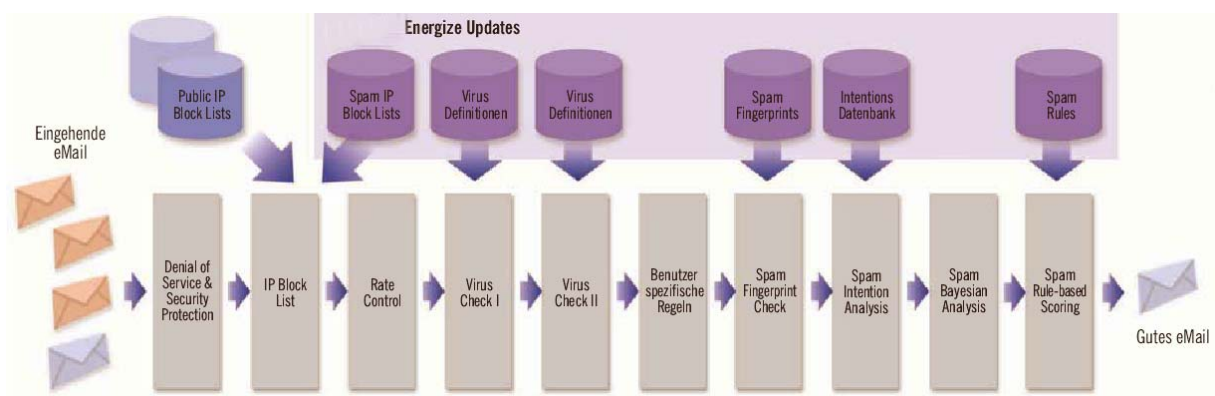 Energize Updates
Public IP
Block Lists
Spam IP
Block Lists
Virus
Definitionen
Virus
Definitionen
Spam
Fingerprints
Intentions
Datenbank
Spam
Rules
Eingehende
eMail
Denial of
Service &
Security
Protection
IP Block
List
Rate
Control
Virus
Check I
Virus
Check II
Benutzer
spezifische
Regeln
Spam
Fingerprint
Check
Spam
Intention
Analysis
Spam
Bayesian
Analysis
Spam
Rule-based
Scoring
Gutes eMail